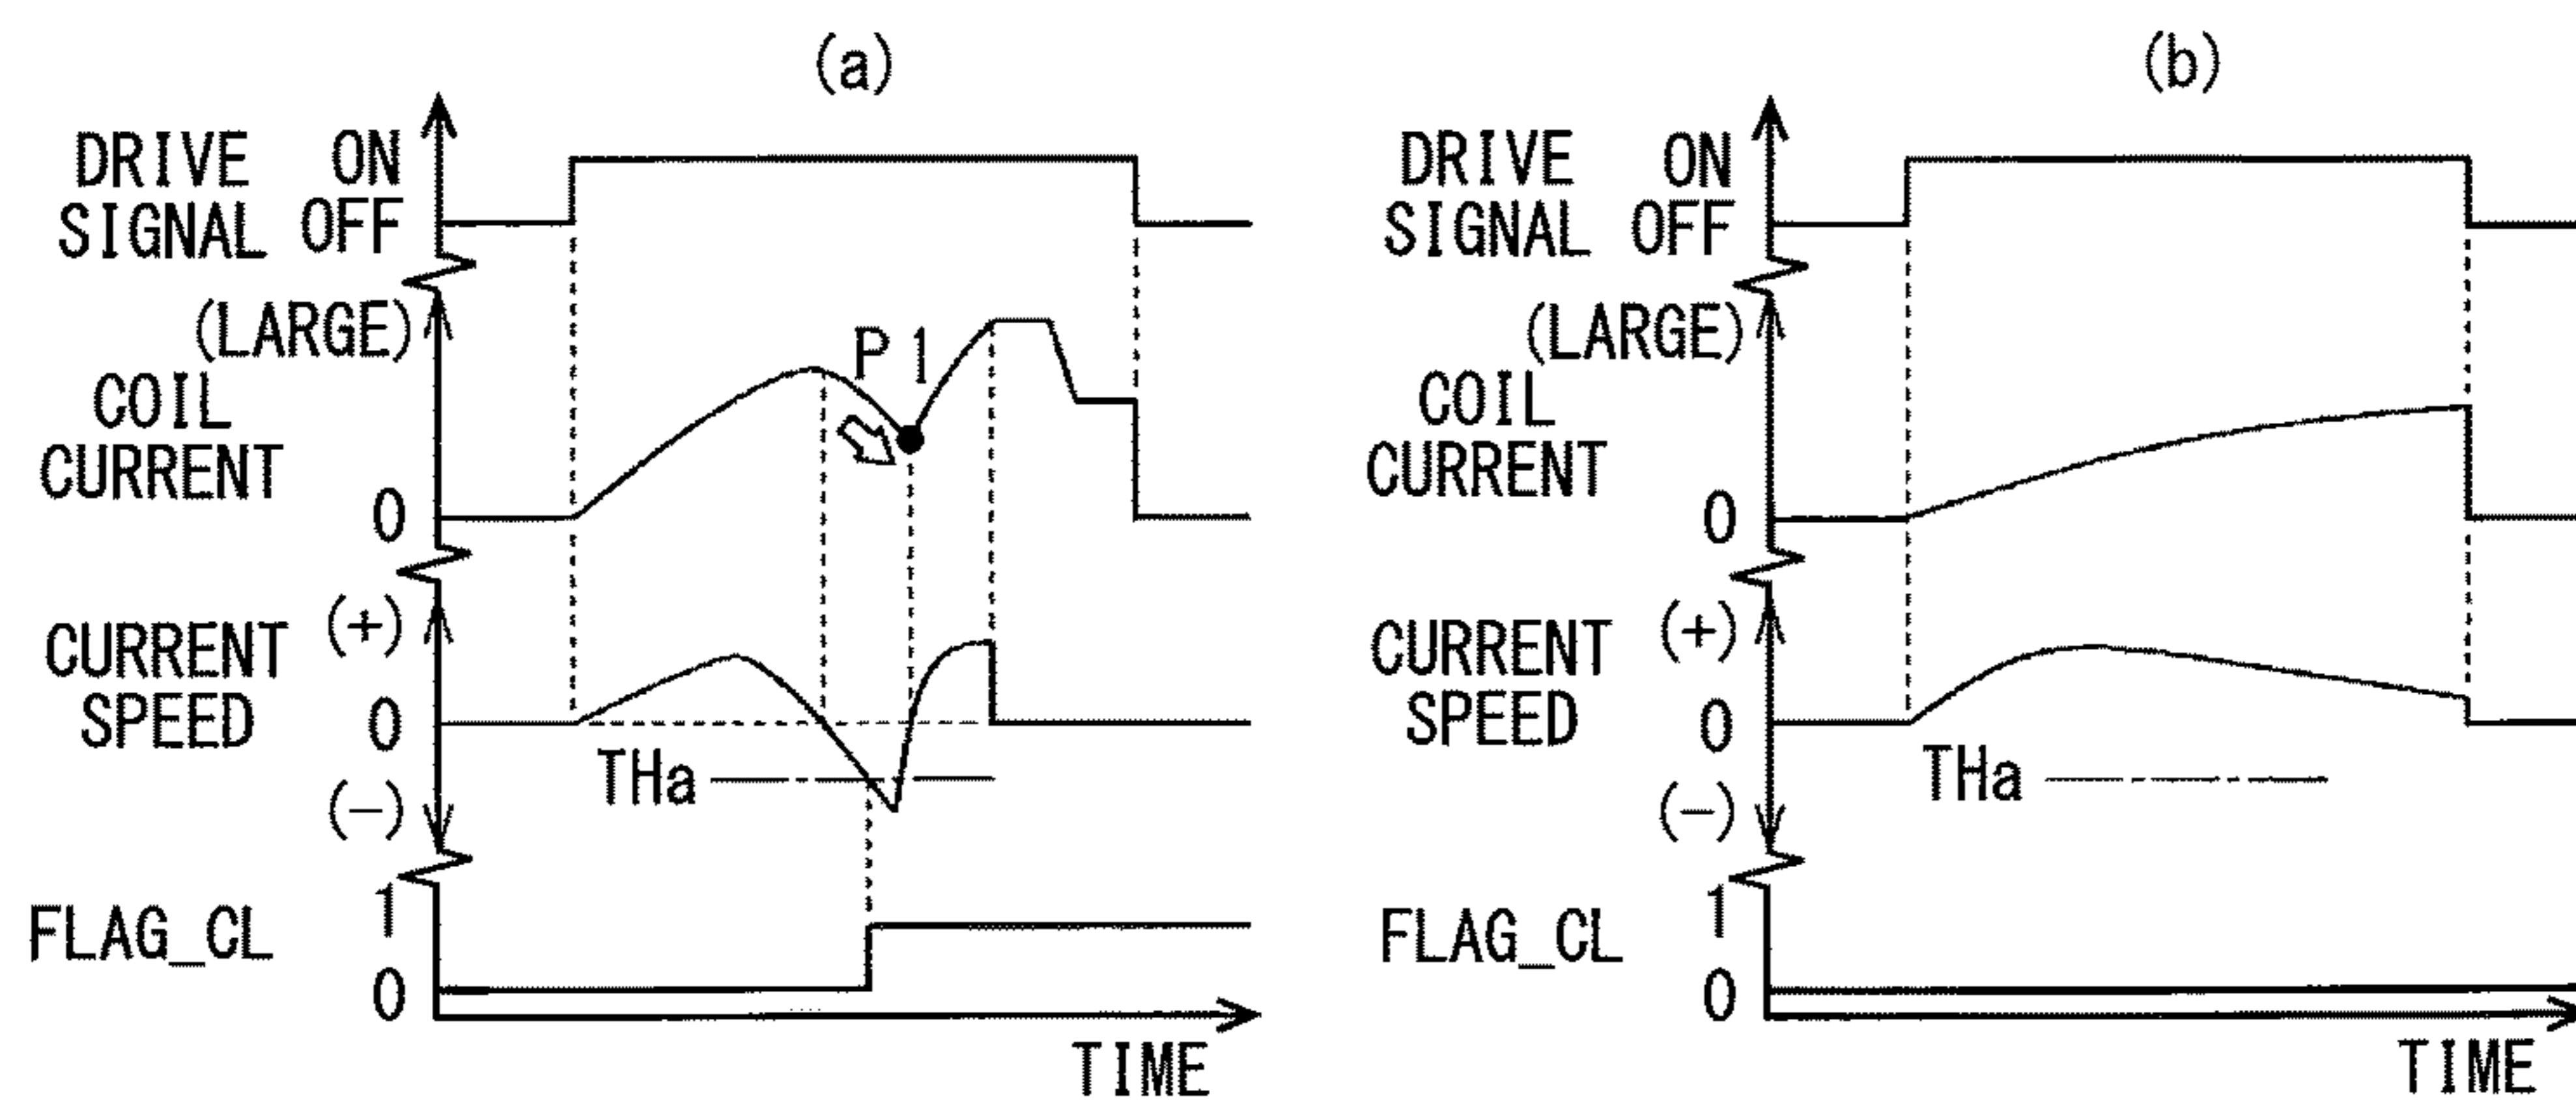 (a)
DRIVE ON
SIGNAL OFF
(LARGE)
P1
COIL
CURRENT
0
(+)
CURRENT
SPEED
0
THa
(-)
1
FLAG_CL
0
TIME
(b)
DRIVE ON
SIGNAL OFF
(LARGE)
COIL
CURRENT
0
(+)
CURRENT
SPEED
0
THa
(-)
1
FLAG_CL
0
TIME